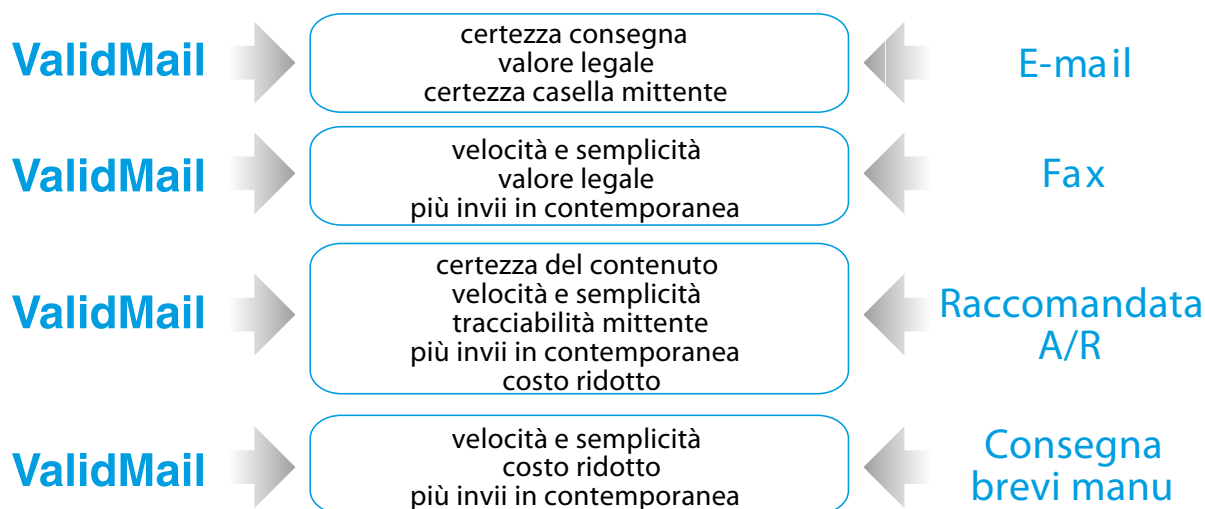 ValidMail
certezza consegna
valore legale
certezza casella mittente
E-mail
ValidMail
velocità e semplicità
valore legale
più invii in contemporanea
Fax
ValidMail
certezza del contenuto
velocità e semplicità
tracciabilità mittente
più invii in contemporanea
costo ridotto
Raccomandata
A/R
ValidMail
velocità e semplicità
costo ridotto
più invii in contemporanea
Consegna
brevi manu